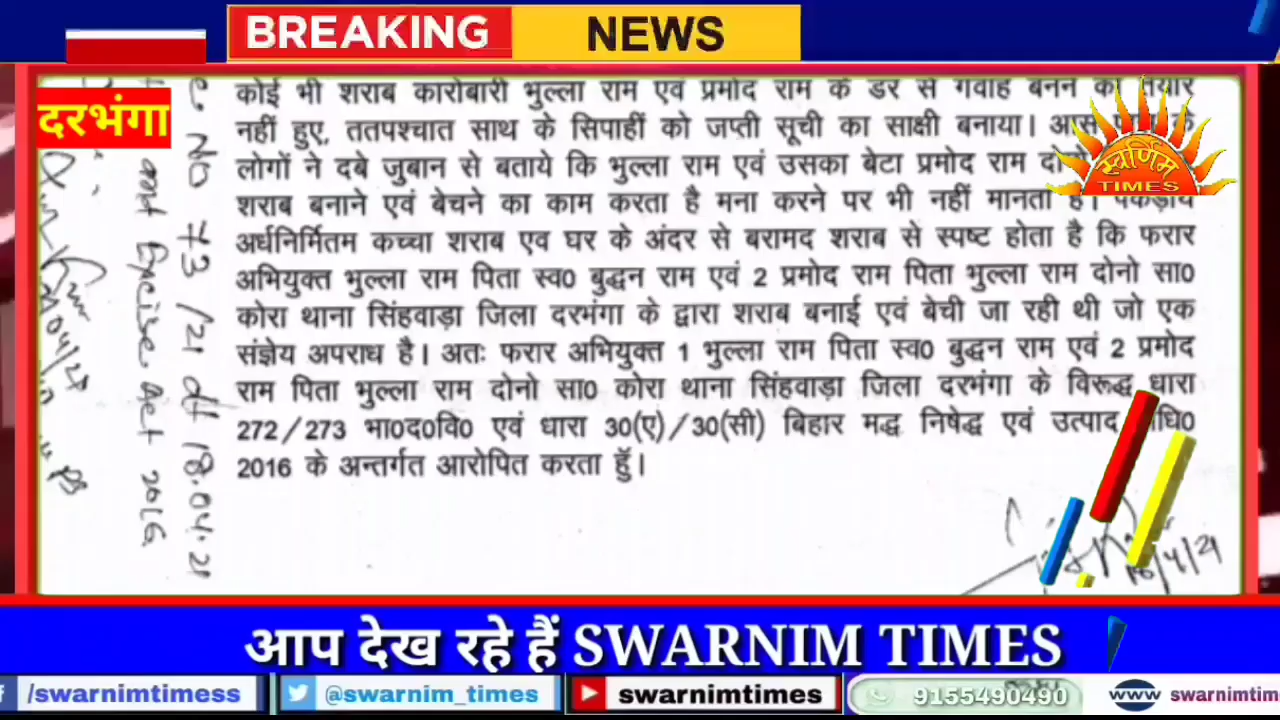 BREAKING NEWS
दरभंगा
कोई भी शराब कारोबारी भुल्ला राम एवं प्रमोद राम के डर से गवाह बनने को तैयार
नहीं हुए, ततपश्चात साथ के सिपाहीं को जप्ती सूची का साक्षी बनाया।
लोगों ने दबे जुबान से बताये कि भुल्ला राम एवं उसका बेटा प्रमोद राम
शराब बनाने एवं बेचने का काम करता है मना करने पर भी नहीं मानता है।
अर्धनिर्मितम कच्चा शराब एव घर के अंदर से बरामद शराब से स्पष्ट होता है कि फरार
अभियुक्त भुल्ला राम पिता स्व0 बुद्धन राम एवं 2 प्रमोद राम पिता भुल्ला राम दोनो सा0
कोरा थाना सिंहवाड़ा जिला दरभंगा के द्वारा शराब बनाई एवं बेची जा रही थी जो एक
संज्ञेय अपराध है। अतः फरार अभियुक्त 1 भुल्ला राम पिता स्व0 बुद्धन राम एवं 2 प्रमोद
राम पिता भुल्ला राम दोनो सा0 कोरा थाना सिंहवाड़ा जिला दरभंगा के विरूद्ध धारा
272/273 भा0द0वि0 एवं धारा 30(ए)/30(सी) बिहार मद्ध निषेद्ध एवं उत्पाद
2016 के अन्तर्गत आरोपित करता हुँ।
No 73/21 dt 18.04.21
Excise Act 2016
स्वर्णिम
TIMES
आप देख रहे हैं SWARNIM TIMES
/swarnimtimess
@swarnim_times
swarnimtimes
9155490490
www